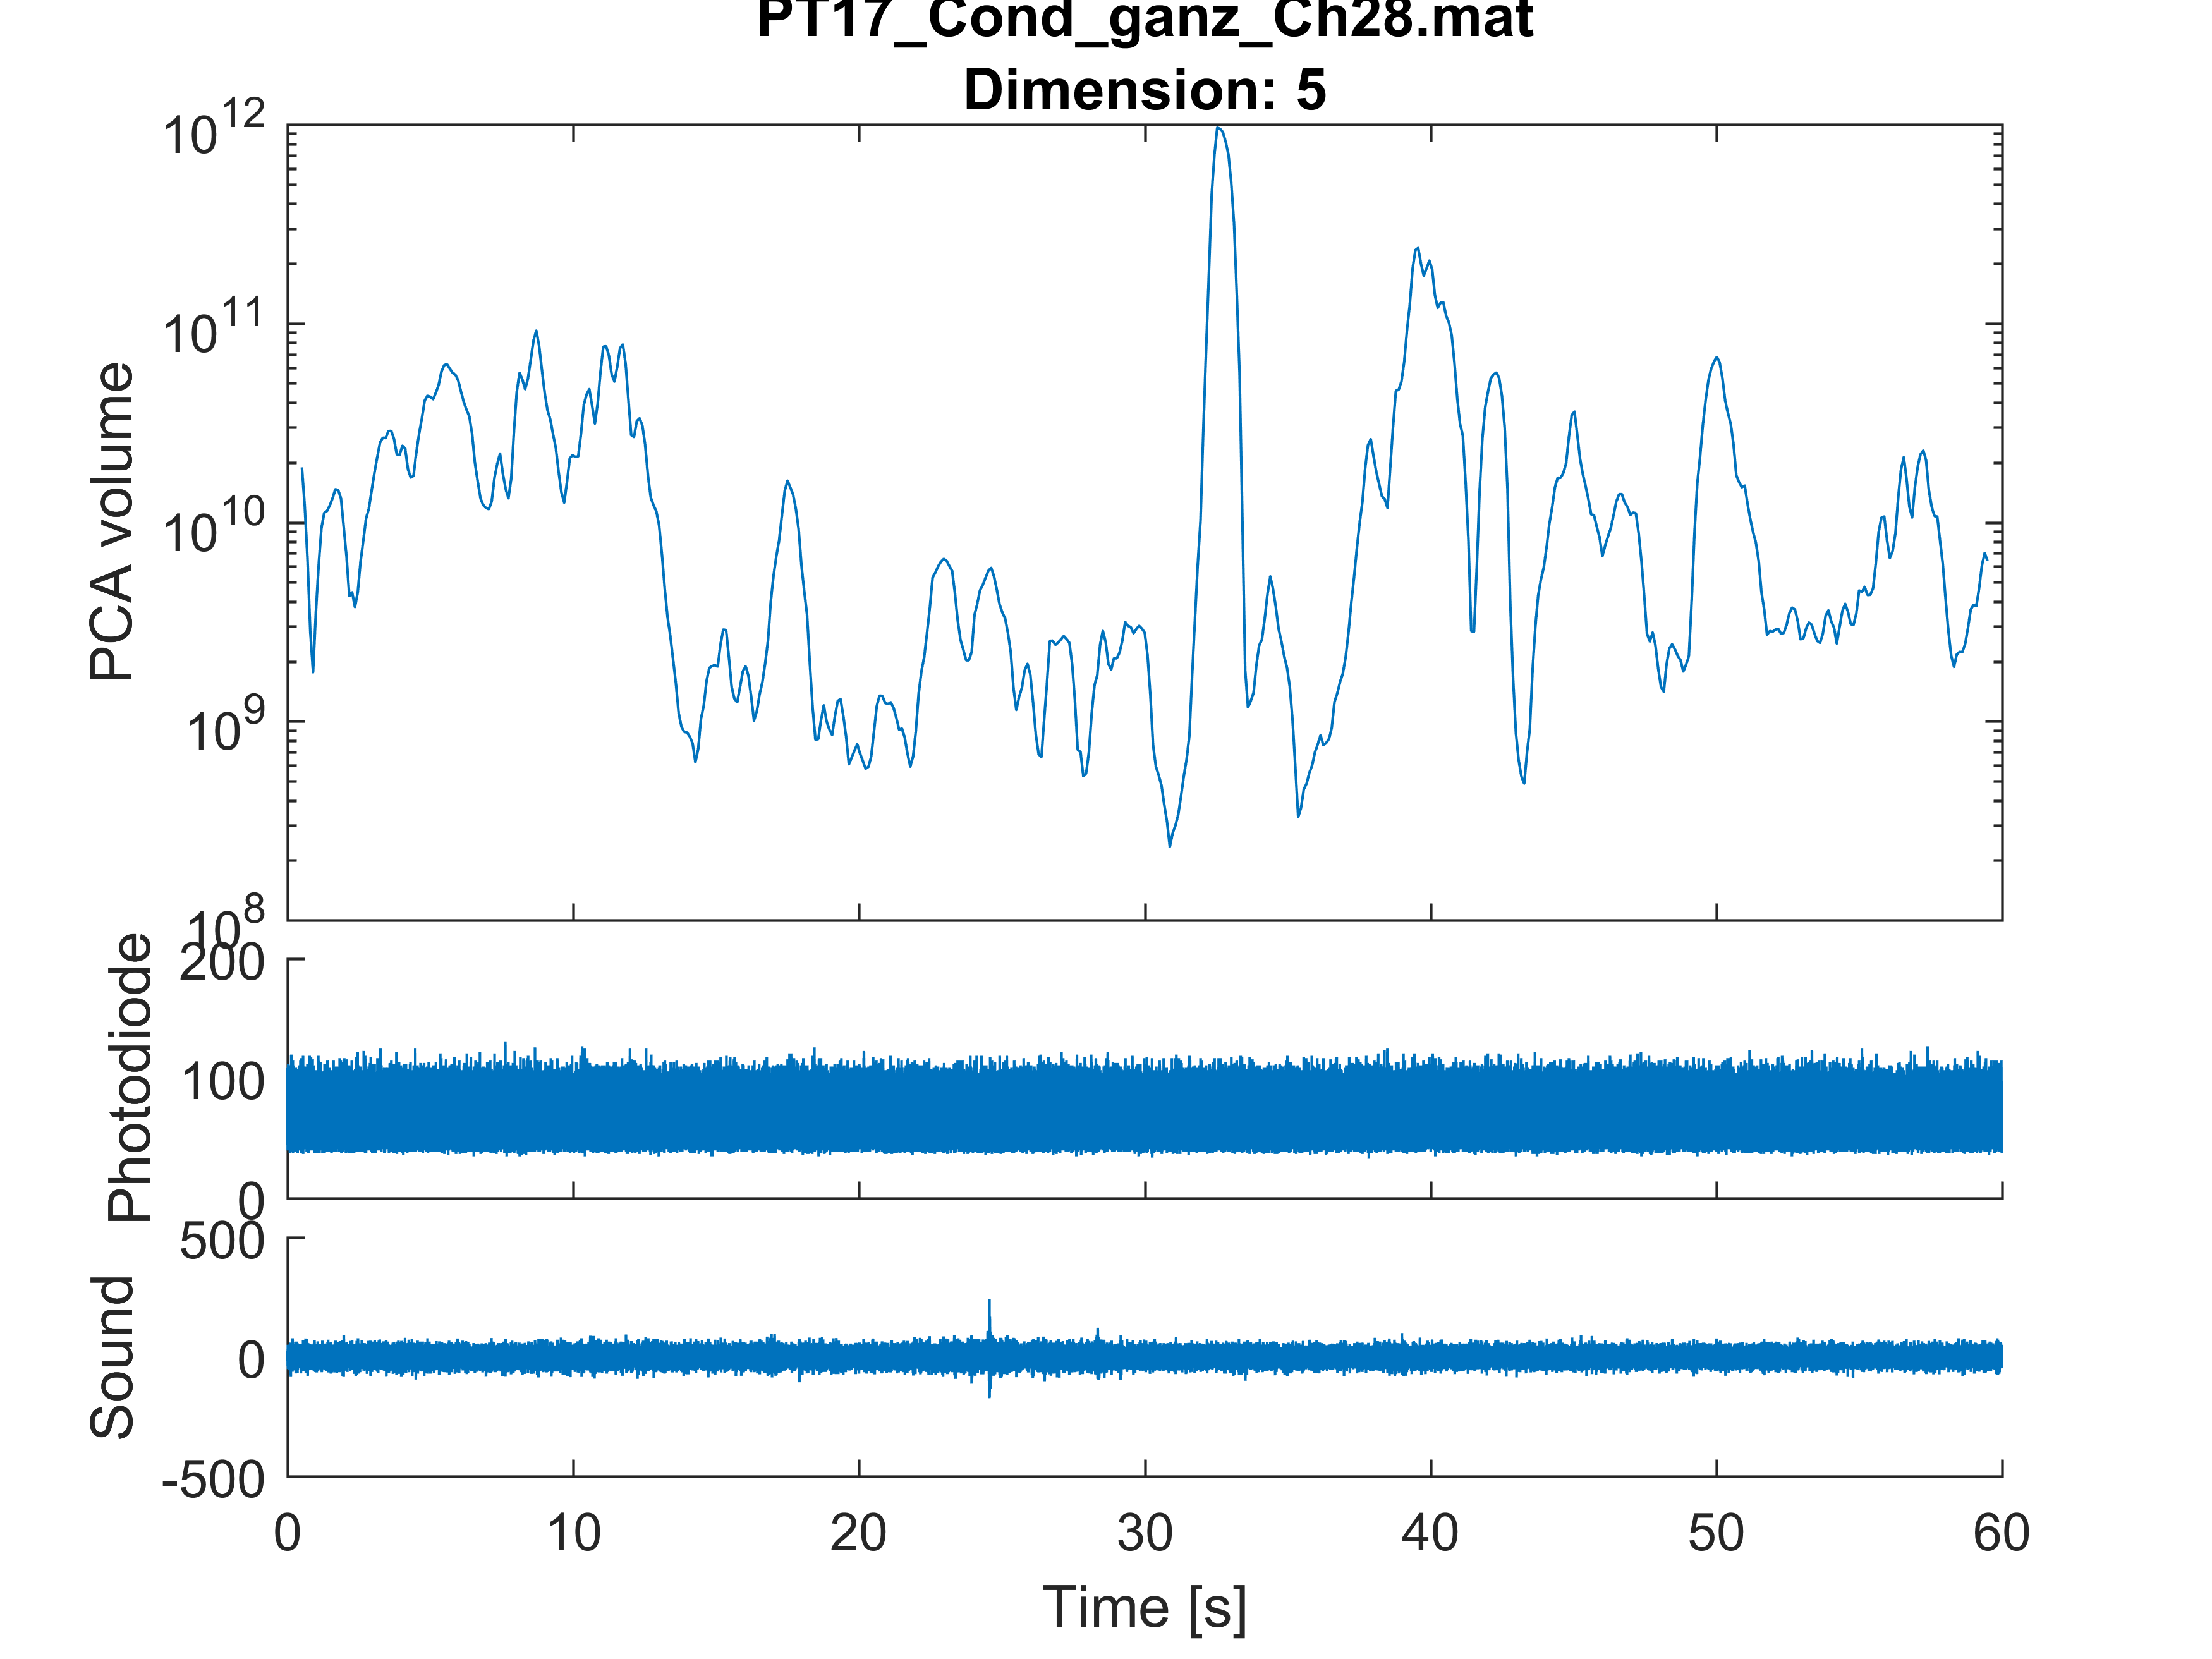 PT17_Cond_ganz_Ch28.mat
Dimension: 5
10^12
10^11
10^10
10^9
10^8
PCA volume
200
100
0
Photodiode
500
0
-500
Sound
0 10 20 30 40 50 60
Time [s]